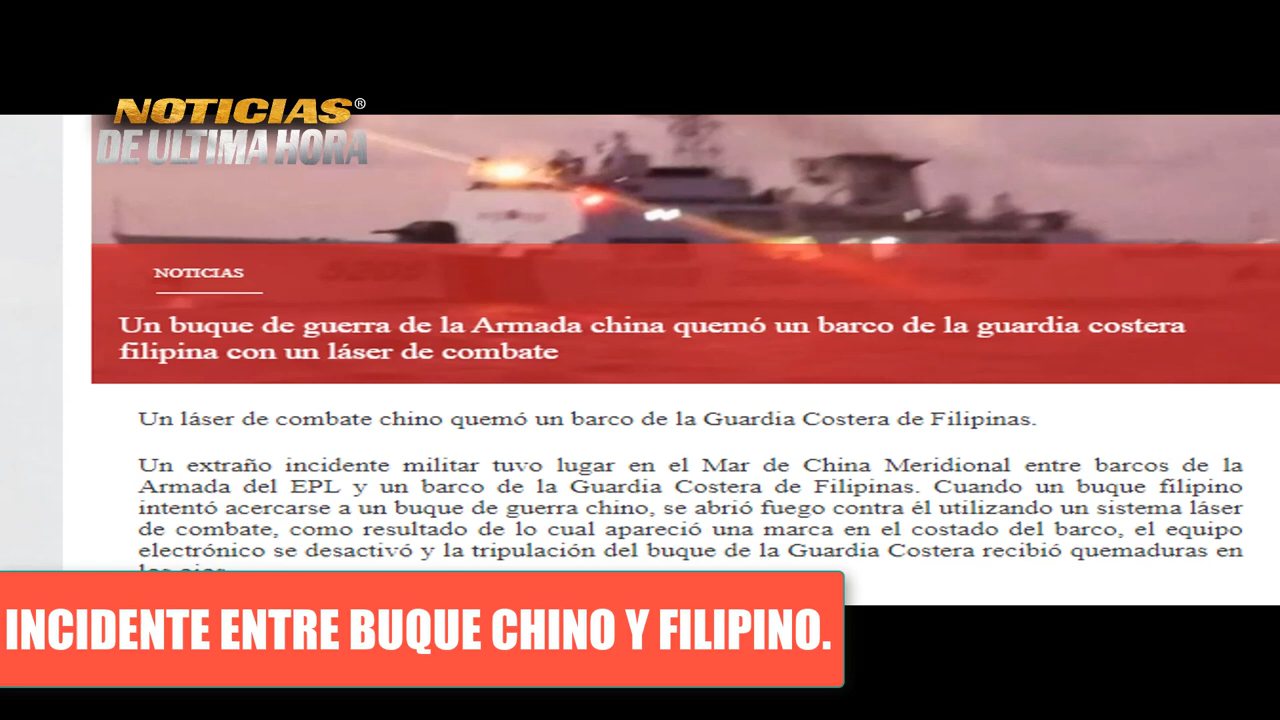 NOTICIAS®
DE ULTIMA HORA
NOTICIAS
Un buque de guerra de la Armada china quemó un barco de la guardia costera
filipina con un láser de combate
Un láser de combate chino quemó un barco de la Guardia Costera de Filipinas.
Un extraño incidente militar tuvo lugar en el Mar de China Meridional entre barcos de la
Armada del EPL y un barco de la Guardia Costera de Filipinas. Cuando un buque filipino
intentó acercarse a un buque de guerra chino, se abrió fuego contra él utilizando un sistema láser
de combate, como resultado de lo cual apareció una marca en el costado del barco, el equipo
electrónico se desactivó y la tripulación del buque de la Guardia Costera recibió quemaduras en
INCIDENTE ENTRE BUQUE CHINO Y FILIPINO.